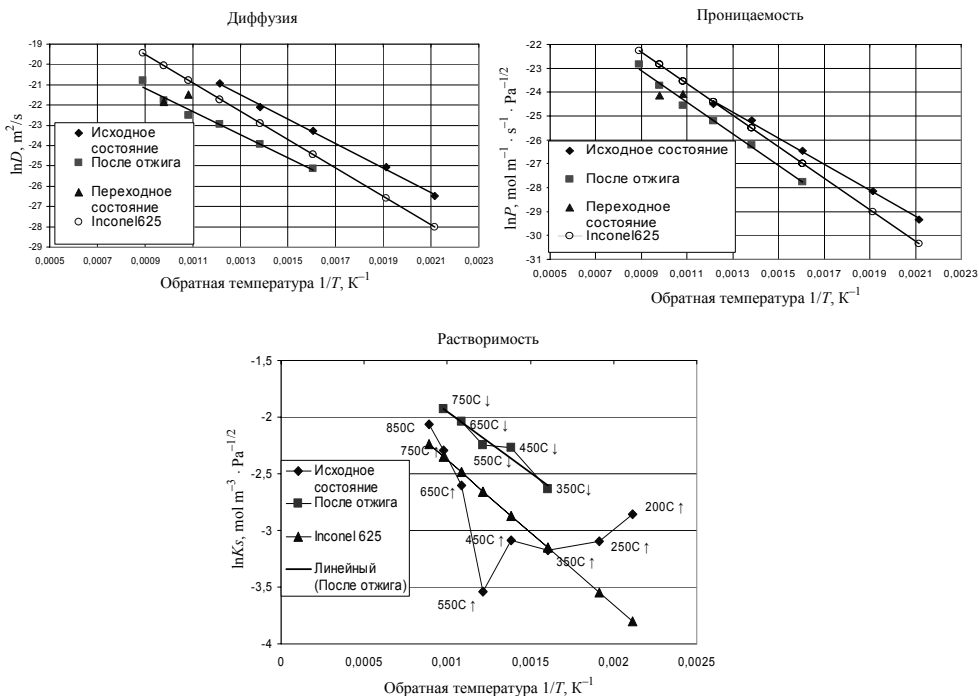 Диффузия
-19
-20
-21
-22
-23
-24
-25
-26
-27
-28
lnD, m²/s
Исходное
состояние
После отжига
Переходное
состояние
Inconel625
0,0005 0,0007 0,0009 0,0011 0,0013 0,0015 0,0017 0,0019 0,0021 0,0023
Обратная температура 1/T, K⁻¹
Проницаемость
-22
-23
-24
-25
-26
-27
-28
-29
-30
-31
lnP, mol m⁻¹ · s⁻¹ · Pa⁻¹/²
Исходное состояние
После отжига
Переходное
состояние
Inconel625
0,0005 0,0007 0,0009 0,0011 0,0013 0,0015 0,0017 0,0019 0,0021 0,0023
Обратная температура 1/T, K⁻¹
Растворимость
-1,5
-2
-2,5
-3
-3,5
-4
lnKs, mol m⁻³ · Pa⁻¹/²
750C ↓
850C
650C ↓
750C ↑
450C ↓
550C ↓
Исходное
состояние
После отжига
Inconel 625
Линейный
(После отжига)
650C ↑
350C ↓
200C ↑
450C ↑
250C ↑
350C ↑
550C ↑
0 0,0005 0,001 0,0015 0,002 0,0025
Обратная температура 1/T, K⁻¹